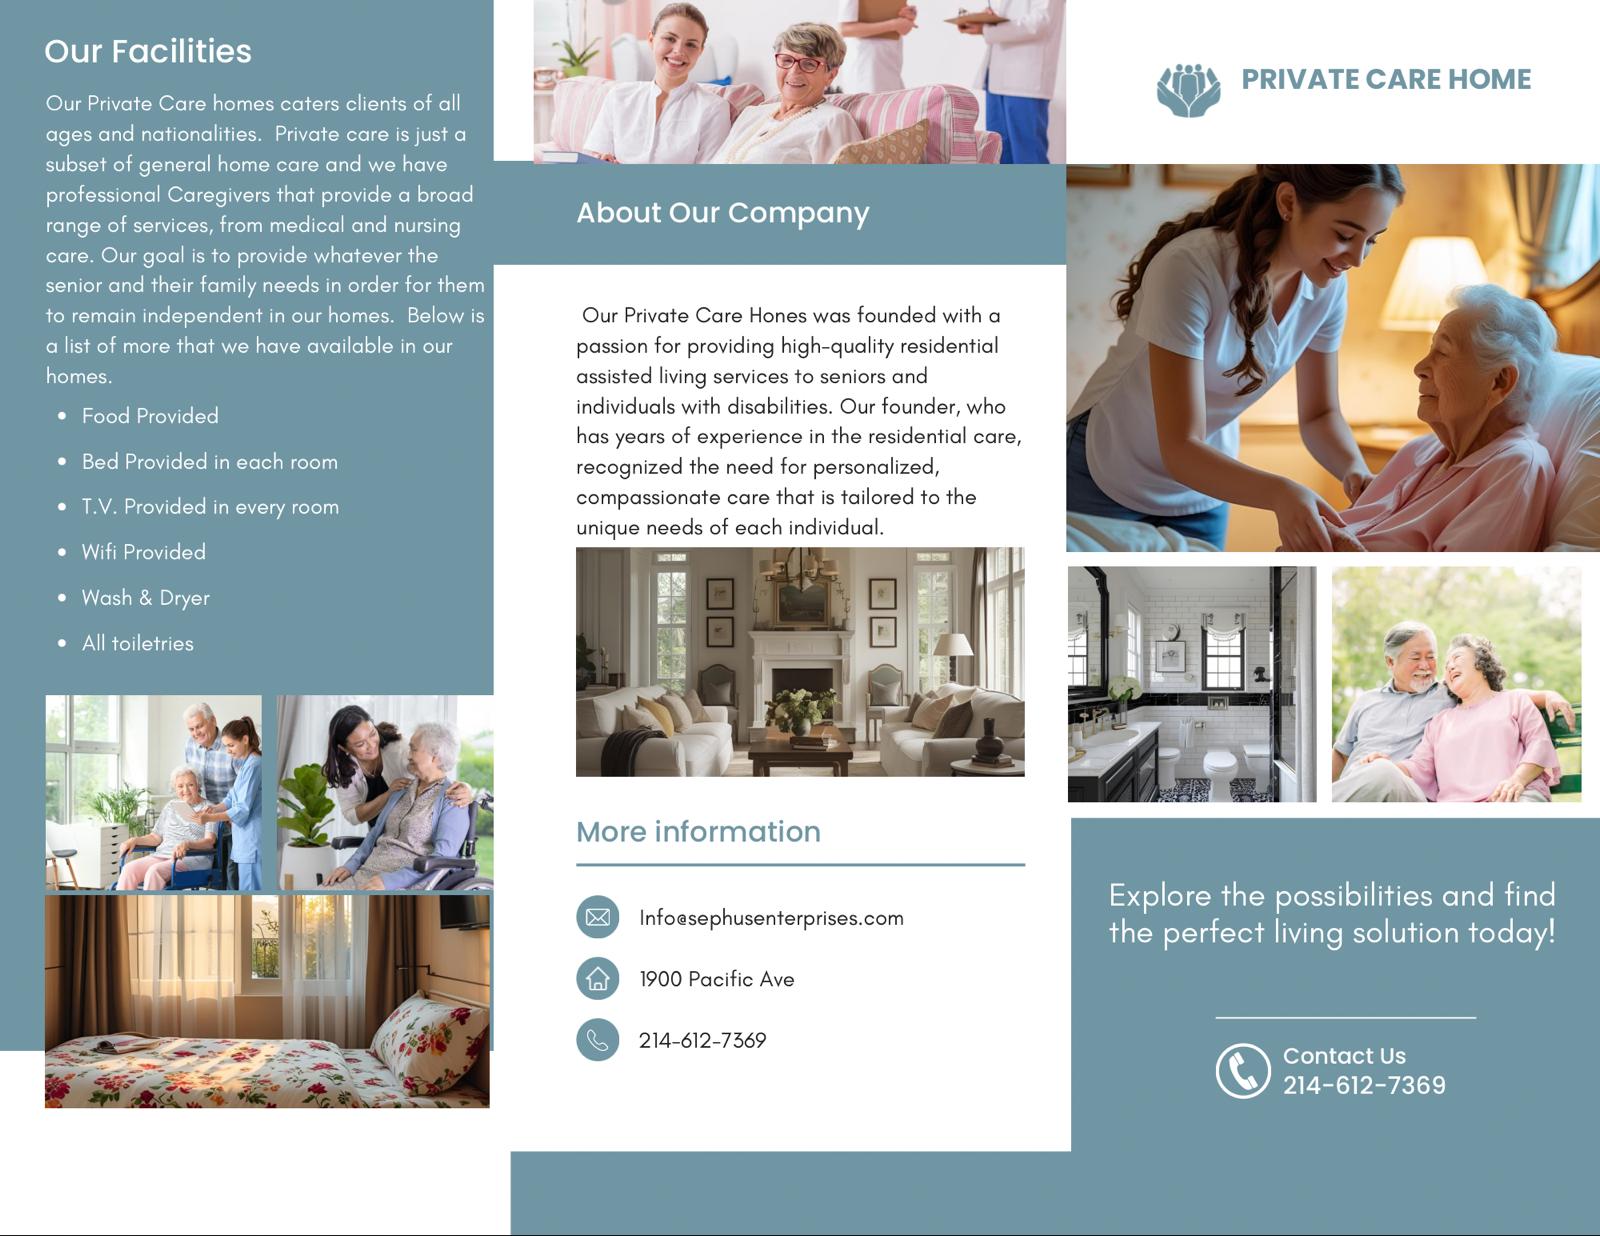 Our Facilities
Our Private Care homes caters clients of all
ages and nationalities.  Private care is just a
subset of general home care and we have
professional Caregivers that provide a broad
range of services, from medical and nursing
care. Our goal is to provide whatever the
senior and their family needs in order for them
to remain independent in our homes.  Below is
a list of more that we have available in our
homes.
• Food Provided
• Bed Provided in each room
• T.V. Provided in every room
• Wifi Provided
• Wash & Dryer
• All toiletries
About Our Company
Our Private Care Hones was founded with a
passion for providing high-quality residential
assisted living services to seniors and
individuals with disabilities. Our founder, who
has years of experience in the residential care,
recognized the need for personalized,
compassionate care that is tailored to the
unique needs of each individual.
More information
Info@sephusenterprises.com
1900 Pacific Ave
214-612-7369
PRIVATE CARE HOME
Explore the possibilities and find
the perfect living solution today!
Contact Us
214-612-7369